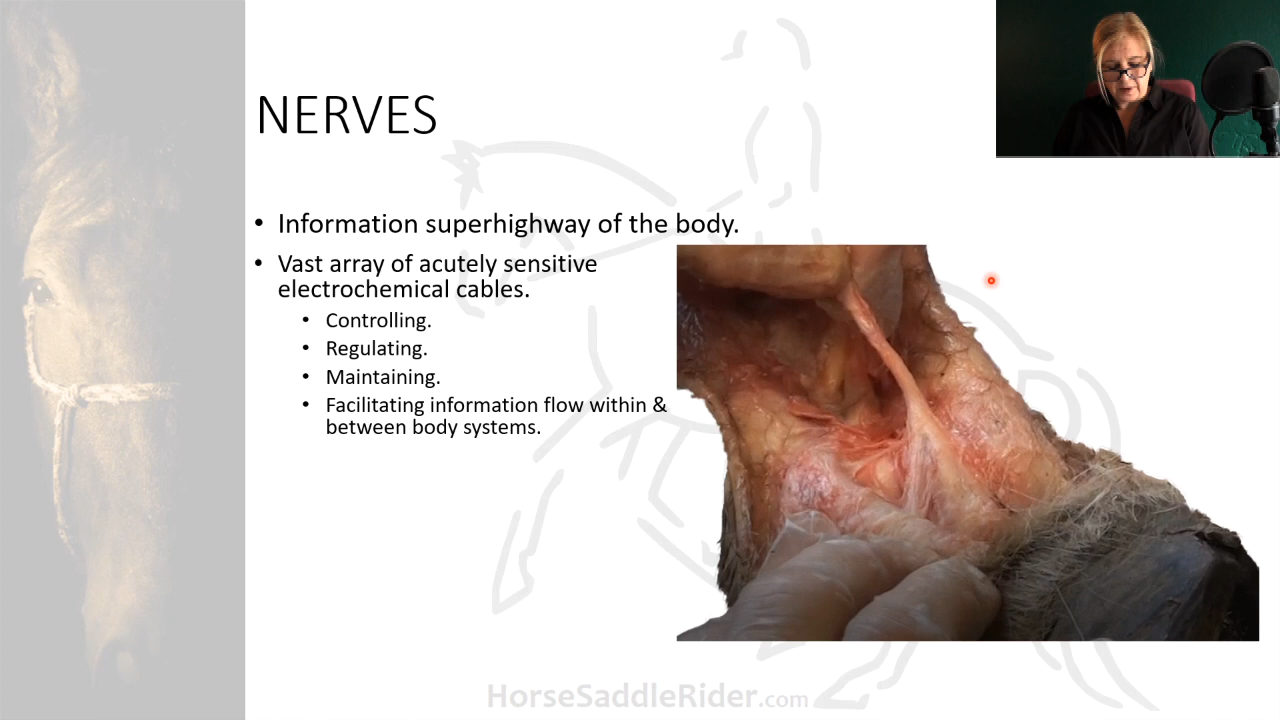 NERVES
• Information superhighway of the body.
• Vast array of acutely sensitive
electrochemical cables.
• Controlling.
• Regulating.
• Maintaining.
• Facilitating information flow within &
between body systems.
HorseSaddleRider.com